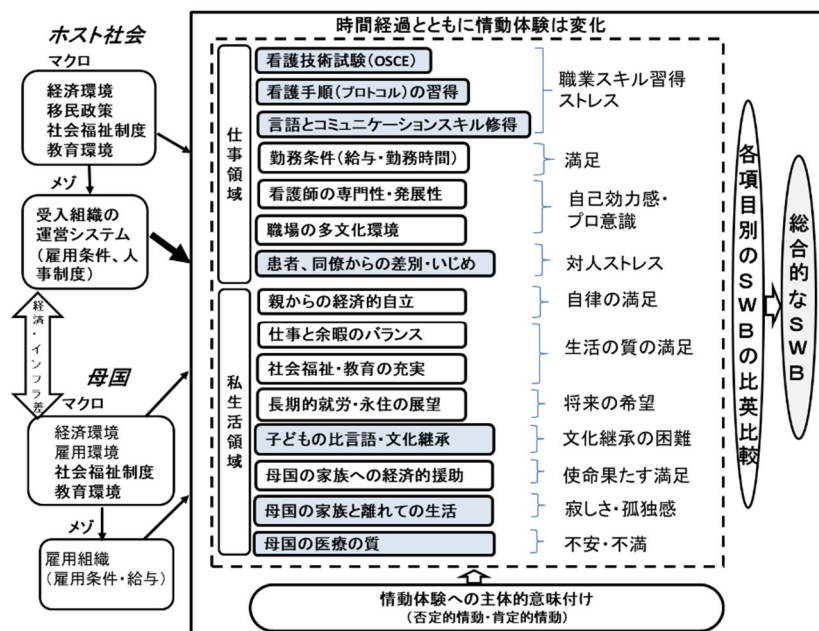 時間経過とともに情動体験は変化
ホスト社会
マクロ
経済環境
移民政策
社会福祉制度
教育環境
メゾ
受入組織の
運営システム
(雇用条件、人
事制度)
経済・インフラ差
母国
マクロ
経済環境
雇用環境
社会福祉制度
教育環境
メゾ
雇用組織
(雇用条件・給与)
仕事領域
看護技術試験(OSCE)
看護手順(プロトコル)の習得
言語とコミュニケーションスキル修得
職業スキル習得
ストレス
勤務条件(給与・勤務時間)
満足
看護師の専門性・発展性
職場の多文化環境
自己効力感・
プロ意識
患者、同僚からの差別・いじめ
対人ストレス
私生活領域
親からの経済的自立
自律の満足
仕事と余暇のバランス
社会福祉・教育の充実
生活の質の満足
長期的就労・永住の展望
将来の希望
子どもの比言語・文化継承
文化継承の困難
母国の家族への経済的援助
使命果たす満足
母国の家族と離れての生活
寂しさ・孤独感
母国の医療の質
不安・不満
各項目別のSWBの比英比較
総合的なSWB
情動体験への主体的意味付け
(否定的情動・肯定的情動)